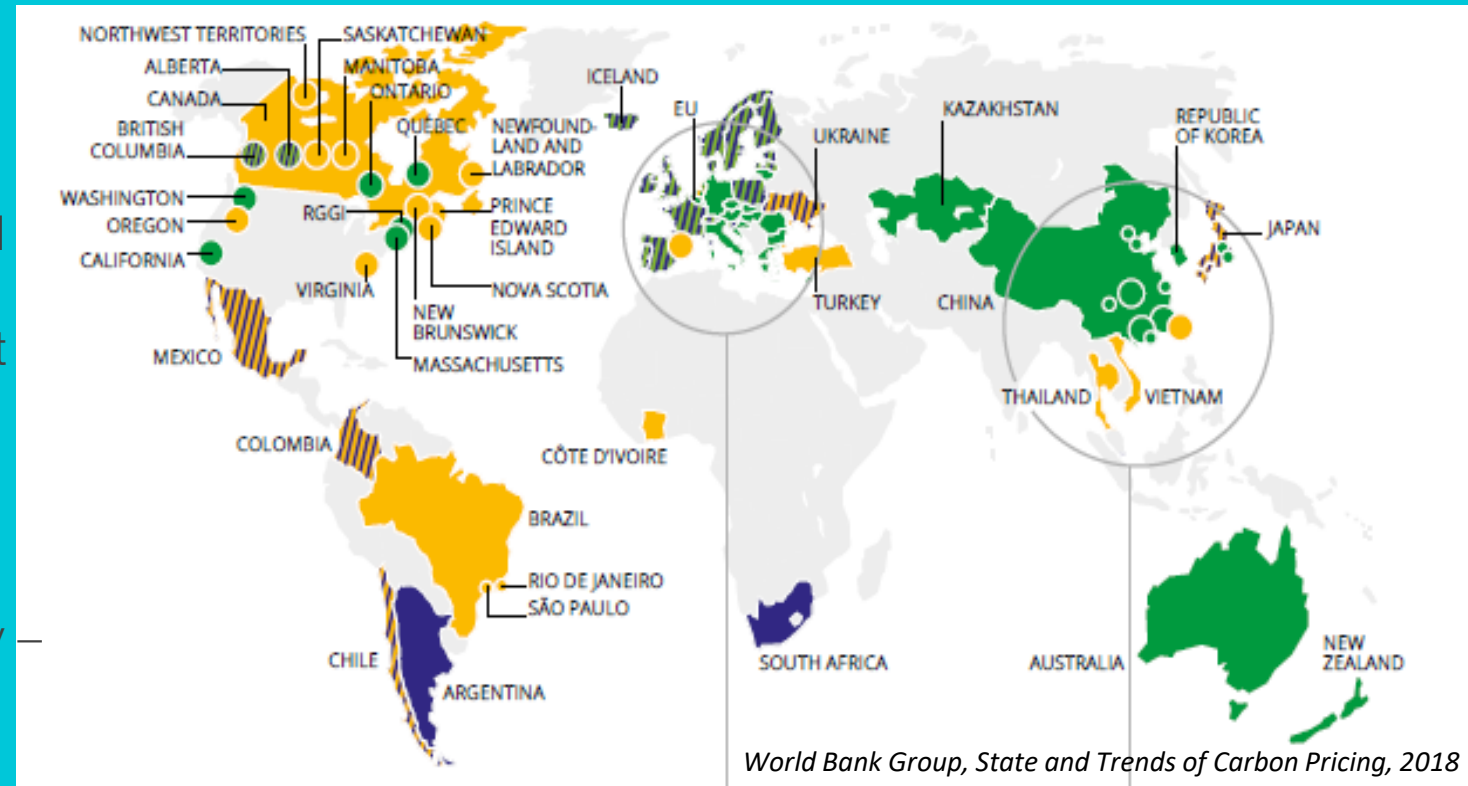 NORTHWEST TERRITORIES
SASKATCHEWAN
ALBERTA
MANITOBA
CANADA
ONTARIO
BRITISH
COLUMBIA
QUÉBEC
NEWFOUND-
LAND AND
LABRADOR
WASHINGTON
OREGON
CALIFORNIA
RGGI
PRINCE
EDWARD
ISLAND
VIRGINIA
NOVA SCOTIA
NEW
BRUNSWICK
MASSACHUSETTS
MEXICO
ICELAND
EU
UKRAINE
KAZAKHSTAN
REPUBLIC
OF KOREA
JAPAN
TURKEY
CHINA
THAILAND
VIETNAM
COLOMBIA
CÔTE D'IVOIRE
BRAZIL
RIO DE JANEIRO
SÃO PAULO
CHILE
ARGENTINA
SOUTH AFRICA
AUSTRALIA
NEW
ZEALAND
World Bank Group, State and Trends of Carbon Pricing, 2018